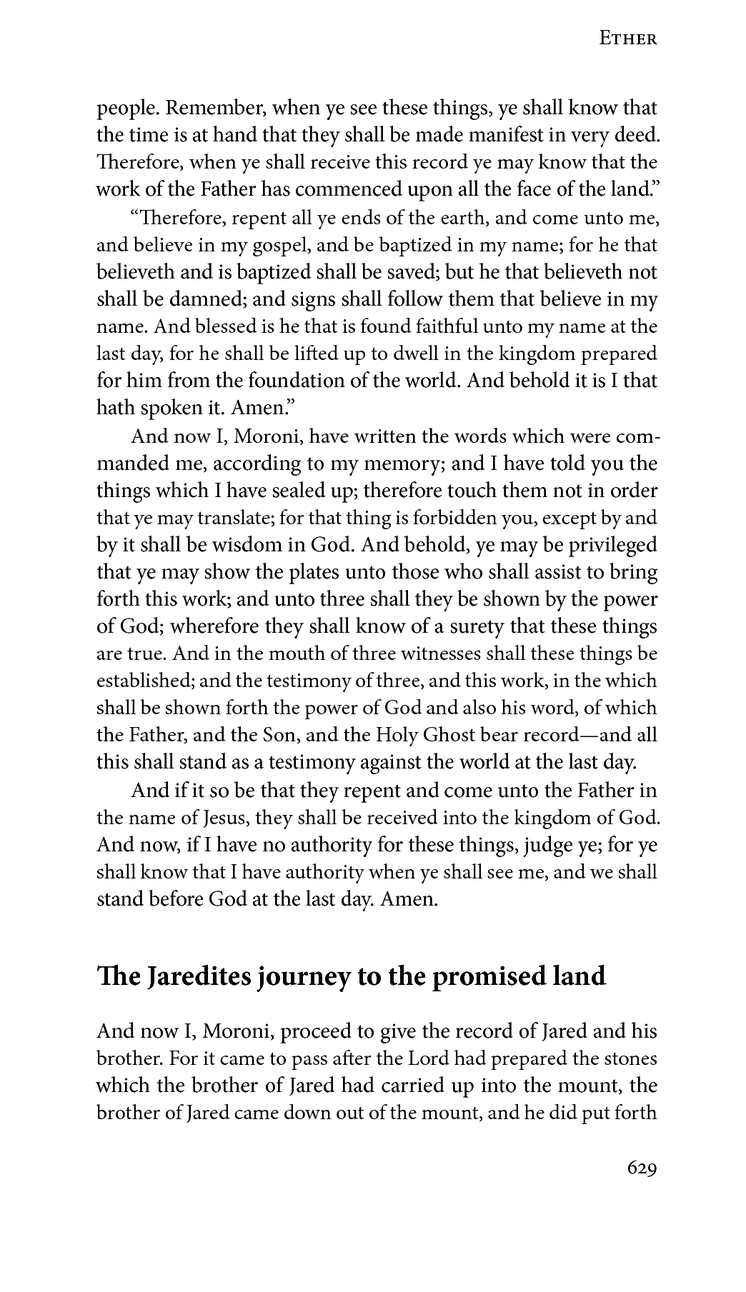 Ether
people. Remember, when ye see these things, ye shall know that
the time is at hand that they shall be made manifest in very deed.
Therefore, when ye shall receive this record ye may know that the
work of the Father has commenced upon all the face of the land.”
“Therefore, repent all ye ends of the earth, and come unto me,
and believe in my gospel, and be baptized in my name; for he that
believeth and is baptized shall be saved; but he that believeth not
shall be damned; and signs shall follow them that believe in my
name. And blessed is he that is found faithful unto my name at the
last day, for he shall be lifted up to dwell in the kingdom prepared
for him from the foundation of the world. And behold it is I that
hath spoken it. Amen.”
And now I, Moroni, have written the words which were com-
manded me, according to my memory; and I have told you the
things which I have sealed up; therefore touch them not in order
that ye may translate; for that thing is forbidden you, except by and
by it shall be wisdom in God. And behold, ye may be privileged
that ye may show the plates unto those who shall assist to bring
forth this work; and unto three shall they be shown by the power
of God; wherefore they shall know of a surety that these things
are true. And in the mouth of three witnesses shall these things be
established; and the testimony of three, and this work, in the which
shall be shown forth the power of God and also his word, of which
the Father, and the Son, and the Holy Ghost bear record—and all
this shall stand as a testimony against the world at the last day.
And if it so be that they repent and come unto the Father in
the name of Jesus, they shall be received into the kingdom of God.
And now, if I have no authority for these things, judge ye; for ye
shall know that I have authority when ye shall see me, and we shall
stand before God at the last day. Amen.
The Jaredites journey to the promised land
And now I, Moroni, proceed to give the record of Jared and his
brother. For it came to pass after the Lord had prepared the stones
which the brother of Jared had carried up into the mount, the
brother of Jared came down out of the mount, and he did put forth
629